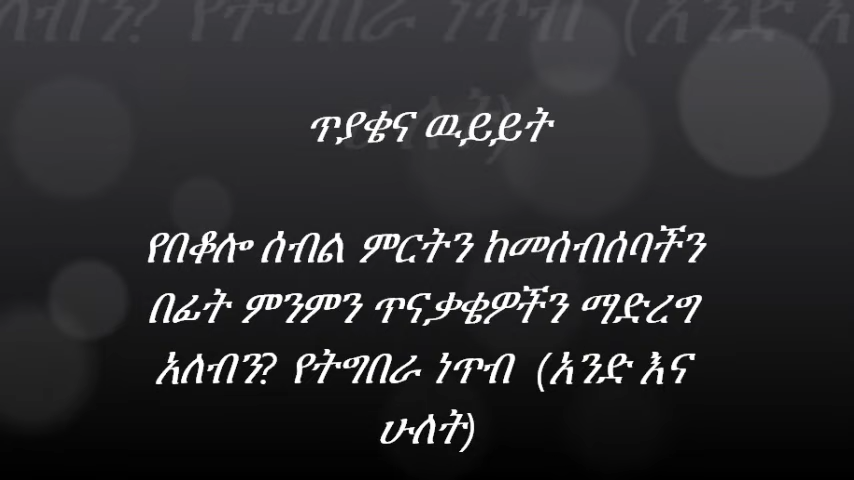 ጥያቄና ዉይይት
የበቆሎ ሰብል ምርትን ከመሰብሰባችን
በፊት ምንምን ጥናቃቄዎችን ማድረግ
አለብን? የትግበራ ነጥብ (አንድ እና
ሁለት)